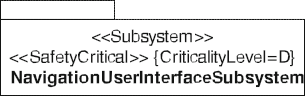 <<Subsystem>>
<<SafetyCritical>> {CriticalityLevel=D}
NavigationUserInterfaceSubsystem